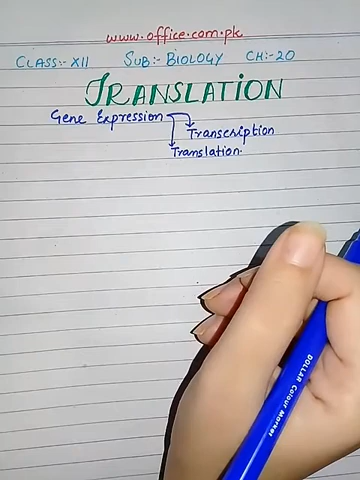 www.office.com.pk
CLASS:- XII SUB:- BIOLOGY CH:- 20
TRANSLATION
Gene Expression
Transcription
Translation.
DOLLAR Colour Marker